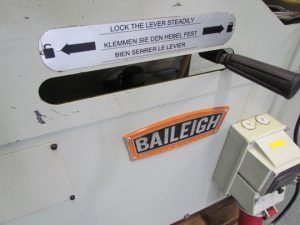 LOCK THE LEVER STEADILY
KLEMMEN SIE DEN HEBEL FEST
BIEN SERRER LE LEVIER
BAILEIGH